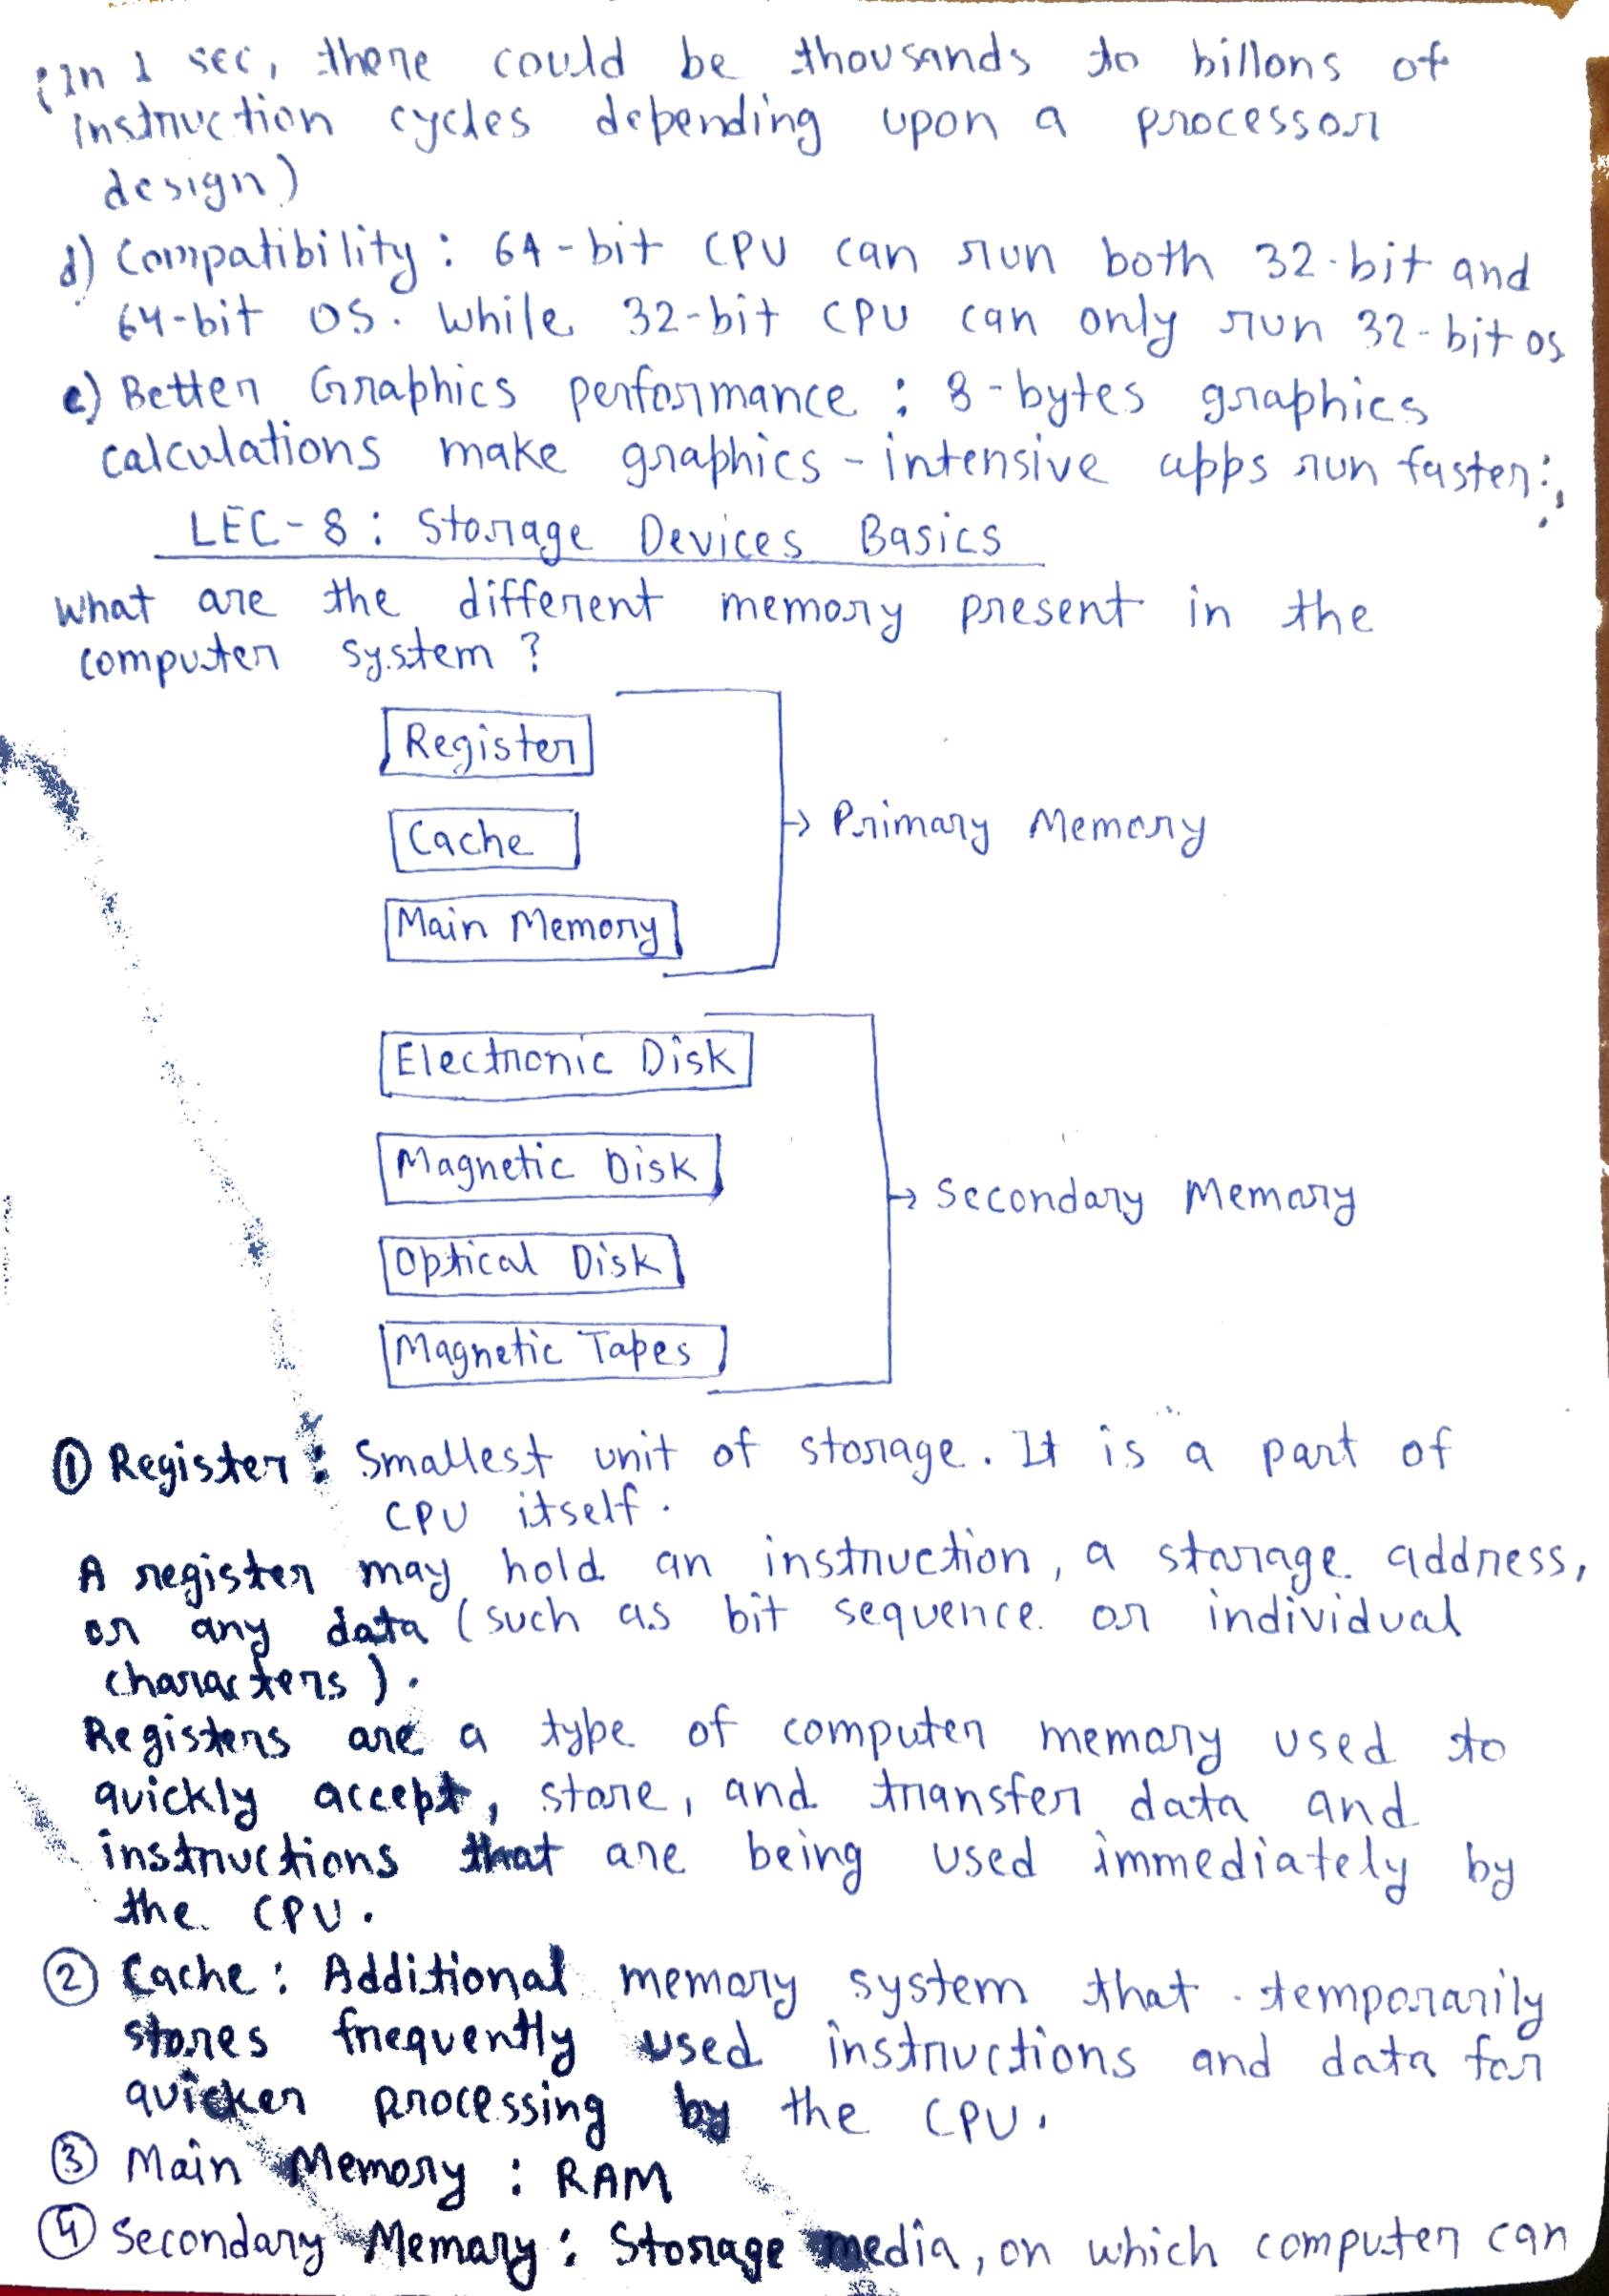 (In 1 sec, there could be thousands to billons of
instruction cycles depending upon a processor
design)
d) Compatibility : 64-bit CPU can run both 32-bit and
64-bit OS. While 32-bit CPU can only run 32-bit os
e) Better Graphics performance : 8-bytes graphics
calculations make graphics-intensive apps run faster.
LEC-8 : Storage Devices Basics
What are the different memory present in the
computer system ?
Register
Cache
→ Primary Memory
Main Memory
Electronic Disk
Magnetic Disk
→ Secondary Memory
Optical Disk
Magnetic Tapes
① Register : Smallest unit of storage. It is a part of
CPU itself.
A register may hold an instruction, a storage address,
or any data (such as bit sequence or individual
characters).
Registers are a type of computer memory used to
quickly accept, store, and transfer data and
instructions that are being used immediately by
the CPU.
② Cache : Additional memory system that temporarily
stores frequently used instructions and data for
quicker processing by the CPU.
③ Main Memory : RAM
④ Secondary Memory : Storage media, on which computer can